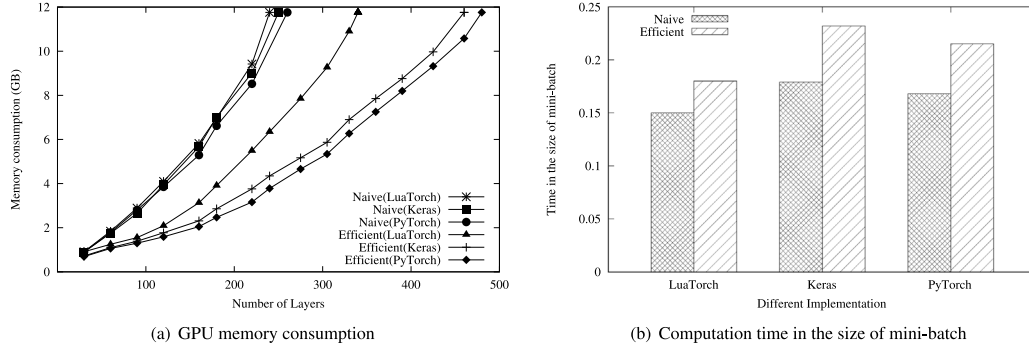 12
10
8
6
4
2
0
Memory consumption (GB)
100
200
300
400
500
Number of Layers
Naive(LuaTorch)
Naive(Keras)
Naive(PyTorch)
Efficient(LuaTorch)
Efficient(Keras)
Efficient(PyTorch)
(a) GPU memory consumption
0.25
0.2
0.15
0.1
0.05
0
Time in the size of mini-batch
Naive
Efficient
LuaTorch
Keras
PyTorch
Different Implementation
(b) Computation time in the size of mini-batch